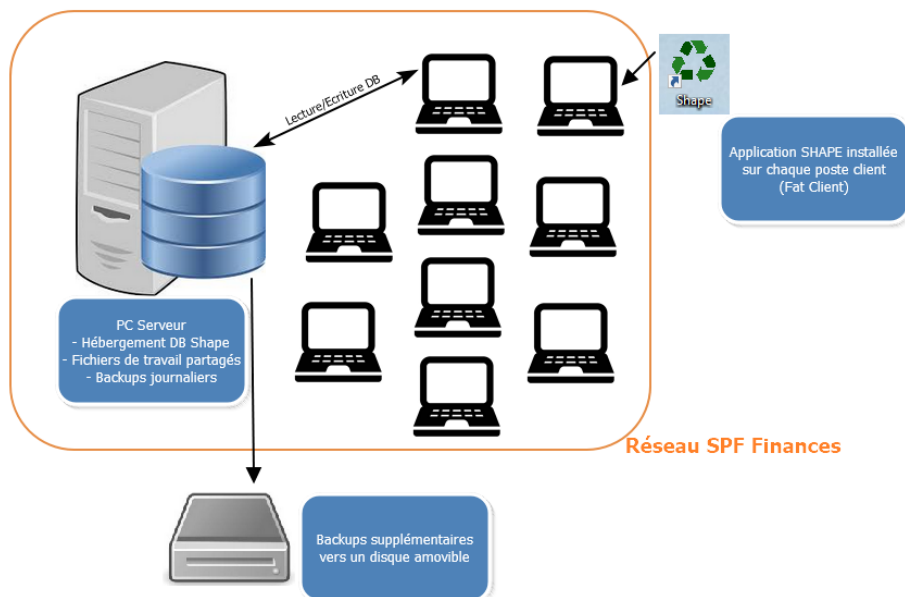 Lecture/Ecriture DB
Shape
Application SHAPE installée
sur chaque poste client
(Fat Client)
PC Serveur
- Hébergement DB Shape
- Fichiers de travail partagés
- Backups journaliers
Réseau SPF Finances
Backups supplémentaires
vers un disque amovible